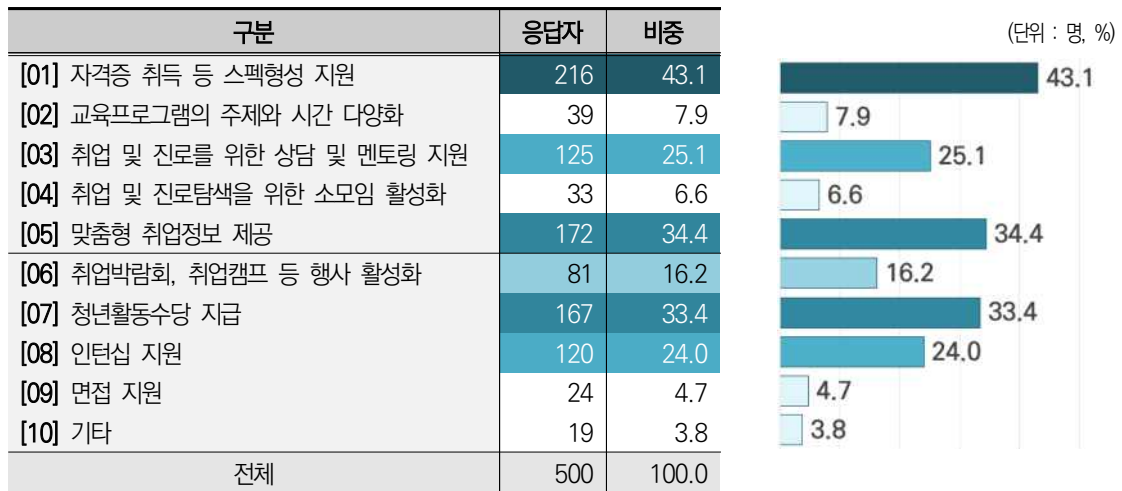 구분 응답자 비중
[01] 자격증 취득 등 스펙형성 지원 216 43.1
[02] 교육프로그램의 주제와 시간 다양화 39 7.9
[03] 취업 및 진로를 위한 상담 및 멘토링 지원 125 25.1
[04] 취업 및 진로탐색을 위한 소모임 활성화 33 6.6
[05] 맞춤형 취업정보 제공 172 34.4
[06] 취업박람회, 취업캠프 등 행사 활성화 81 16.2
[07] 청년활동수당 지급 167 33.4
[08] 인턴십 지원 120 24.0
[09] 면접 지원 24 4.7
[10] 기타 19 3.8
전체 500 100.0
(단위 : 명, %)
43.1
7.9
25.1
6.6
34.4
16.2
33.4
24.0
4.7
3.8